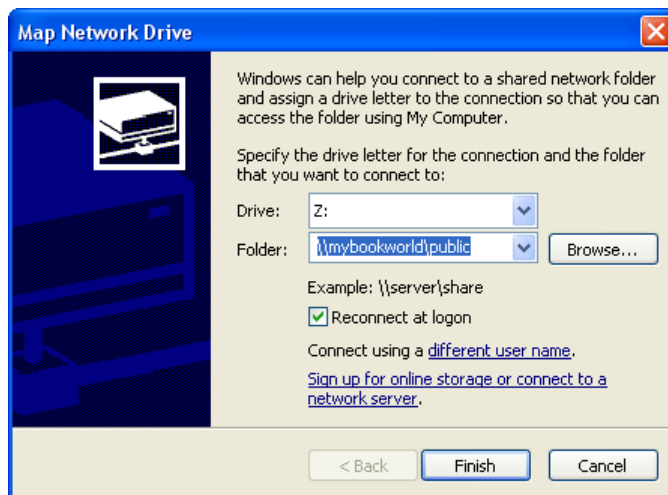 Map Network Drive
Windows can help you connect to a shared network folder
and assign a drive letter to the connection so that you can
access the folder using My Computer.
Specify the drive letter for the connection and the folder
that you want to connect to:
Drive: Z:
Folder: \\mybookworld\public Browse...
Example: \\server\share
Reconnect at logon
Connect using a different user name.
Sign up for online storage or connect to a
network server.
< Back Finish Cancel